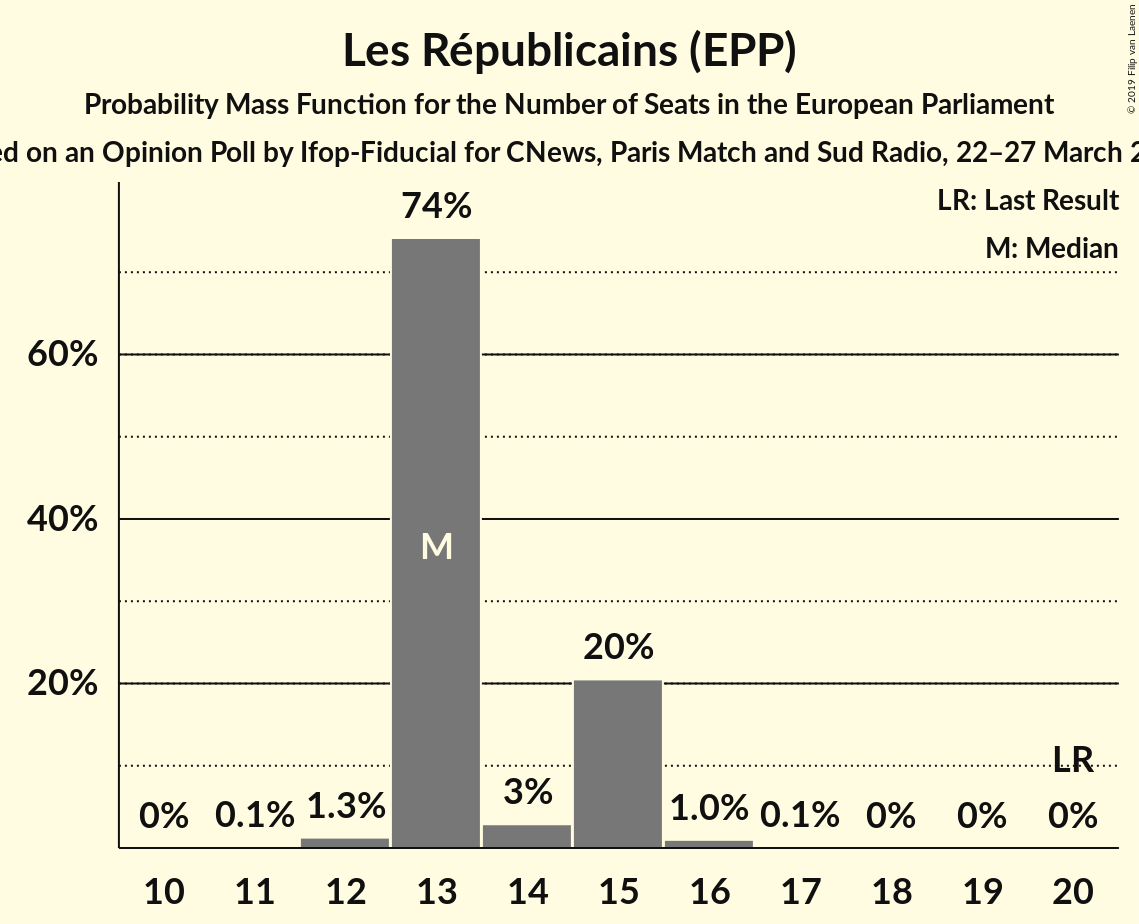 Les Républicains (EPP)
Probability Mass Function for the Number of Seats in the European Parliament
on an Opinion Poll by Ifop-Fiducial for CNews, Paris Match and Sud Radio, 22–27 March
© 2019 Filip van Laenen
LR: Last Result
M: Median
74%
60%
40%
M
20%
20%
LR
0%
0.1%
1.3%
3%
1.0%
0.1%
0%
0%
0%
10 11 12 13 14 15 16 17 18 19 20